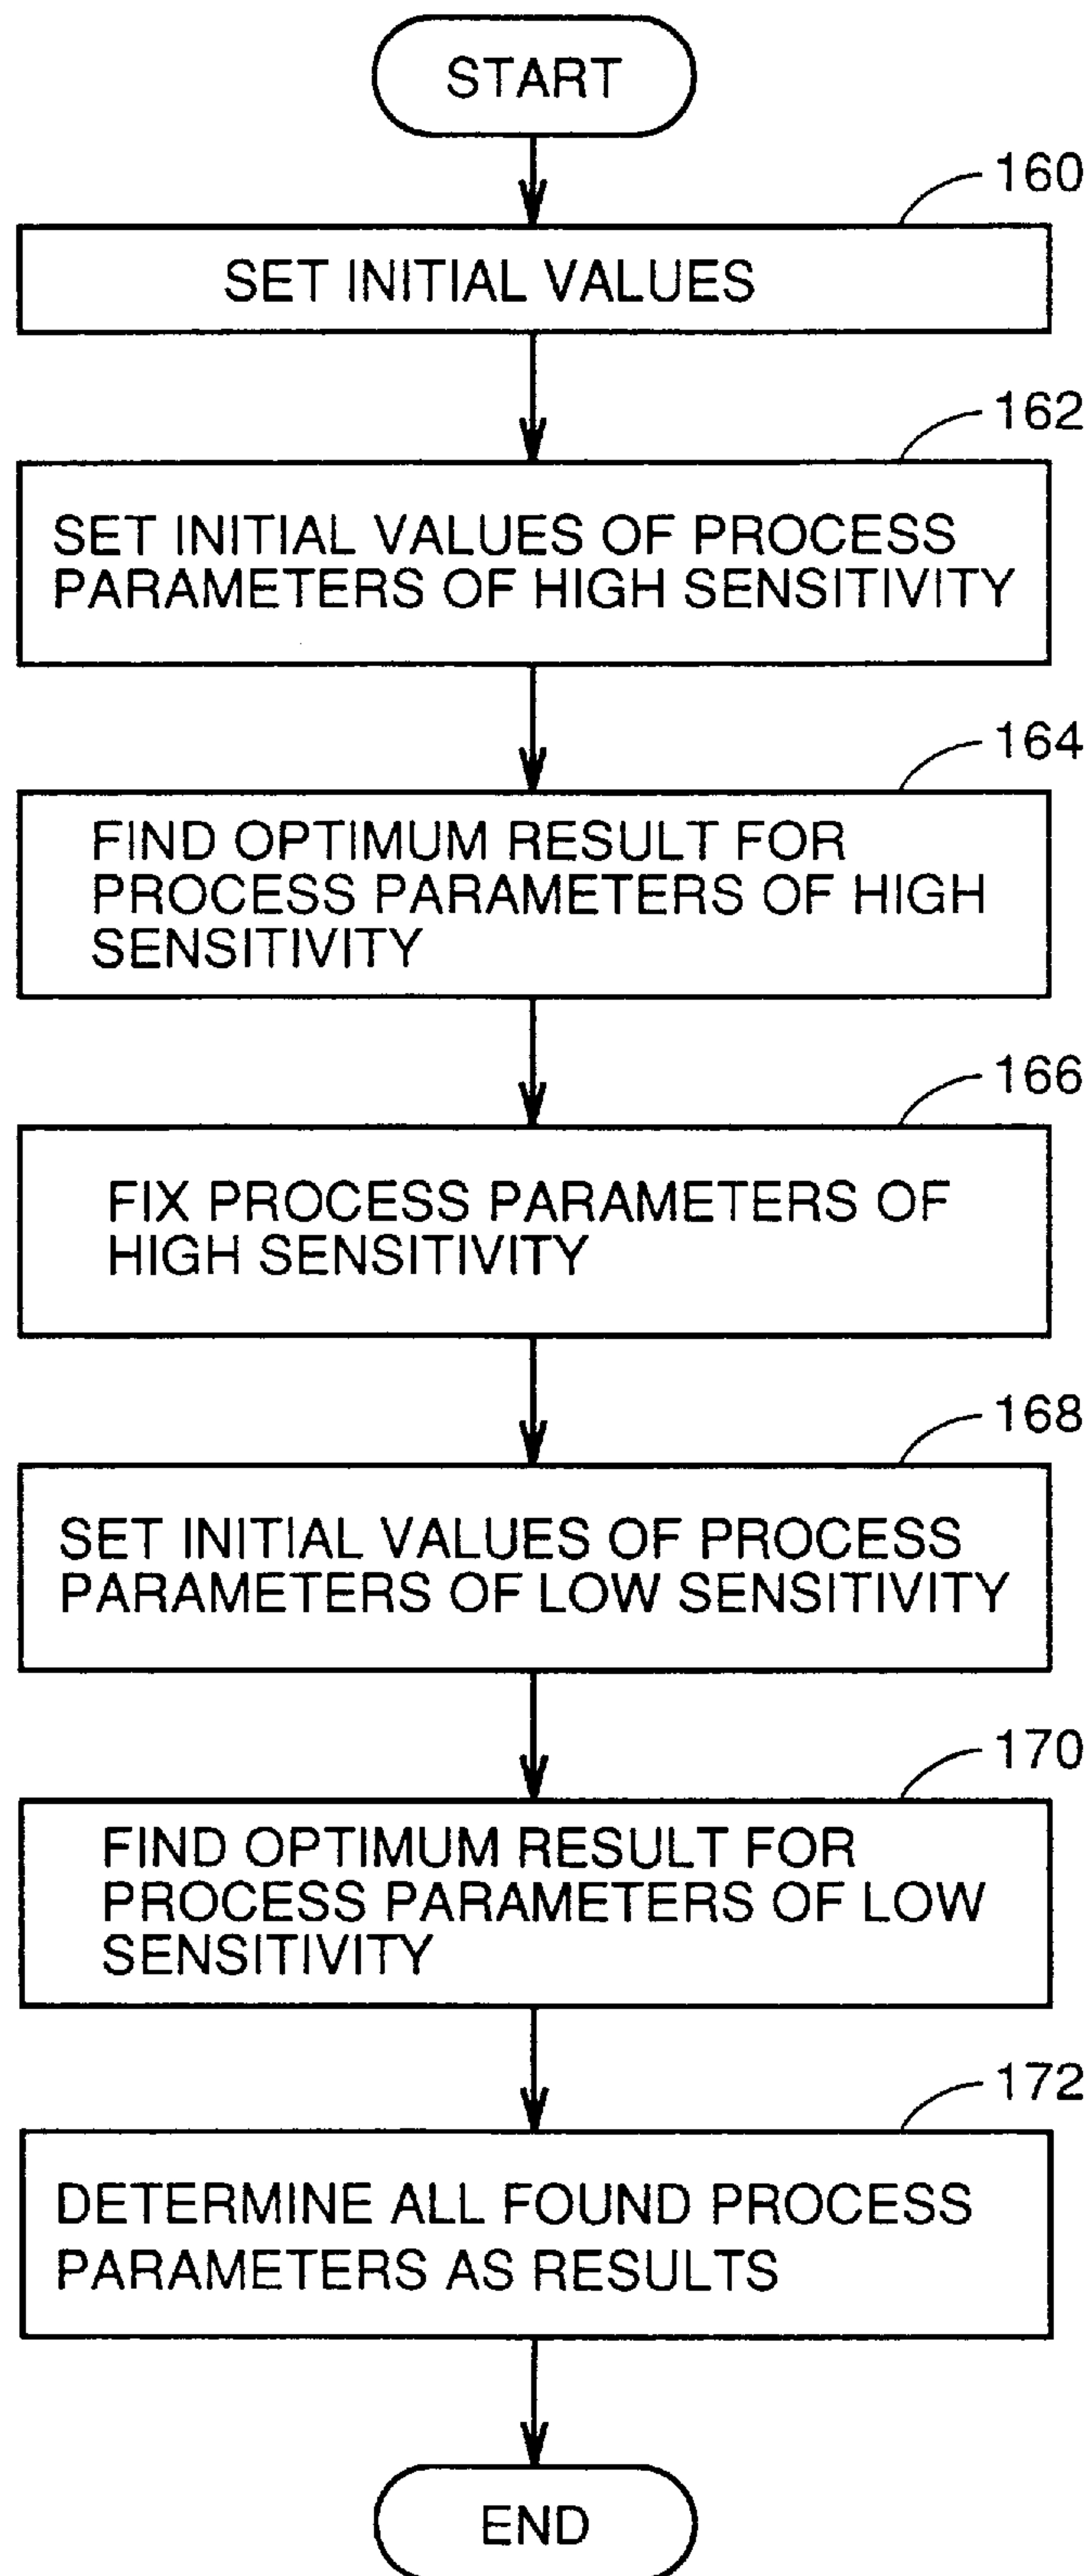 START
160
SET INITIAL VALUES
162
SET INITIAL VALUES OF PROCESS
PARAMETERS OF HIGH SENSITIVITY
164
FIND OPTIMUM RESULT FOR
PROCESS PARAMETERS OF HIGH
SENSITIVITY
166
FIX PROCESS PARAMETERS OF
HIGH SENSITIVITY
168
SET INITIAL VALUES OF PROCESS
PARAMETERS OF LOW SENSITIVITY
170
FIND OPTIMUM RESULT FOR
PROCESS PARAMETERS OF LOW
SENSITIVITY
172
DETERMINE ALL FOUND PROCESS
PARAMETERS AS RESULTS
END